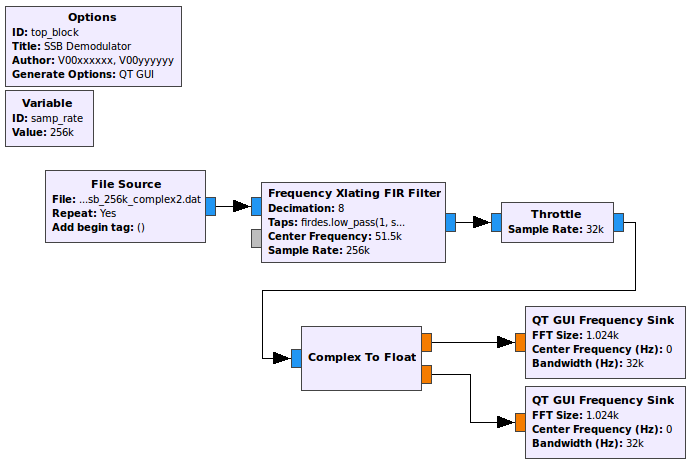 Options
ID: top_block
Title: SSB Demodulator
Author: V00xxxxxx, V00yyyyyy
Generate Options: QT GUI
Variable
ID: samp_rate
Value: 256k
File Source
File: ...sb_256k_complex2.dat
Repeat: Yes
Add begin tag: ()
Frequency Xlating FIR Filter
Decimation: 8
Taps: firdes.low_pass(1, s...
Center Frequency: 51.5k
Sample Rate: 256k
Throttle
Sample Rate: 32k
Complex To Float
QT GUI Frequency Sink
FFT Size: 1.024k
Center Frequency (Hz): 0
Bandwidth (Hz): 32k
QT GUI Frequency Sink
FFT Size: 1.024k
Center Frequency (Hz): 0
Bandwidth (Hz): 32k